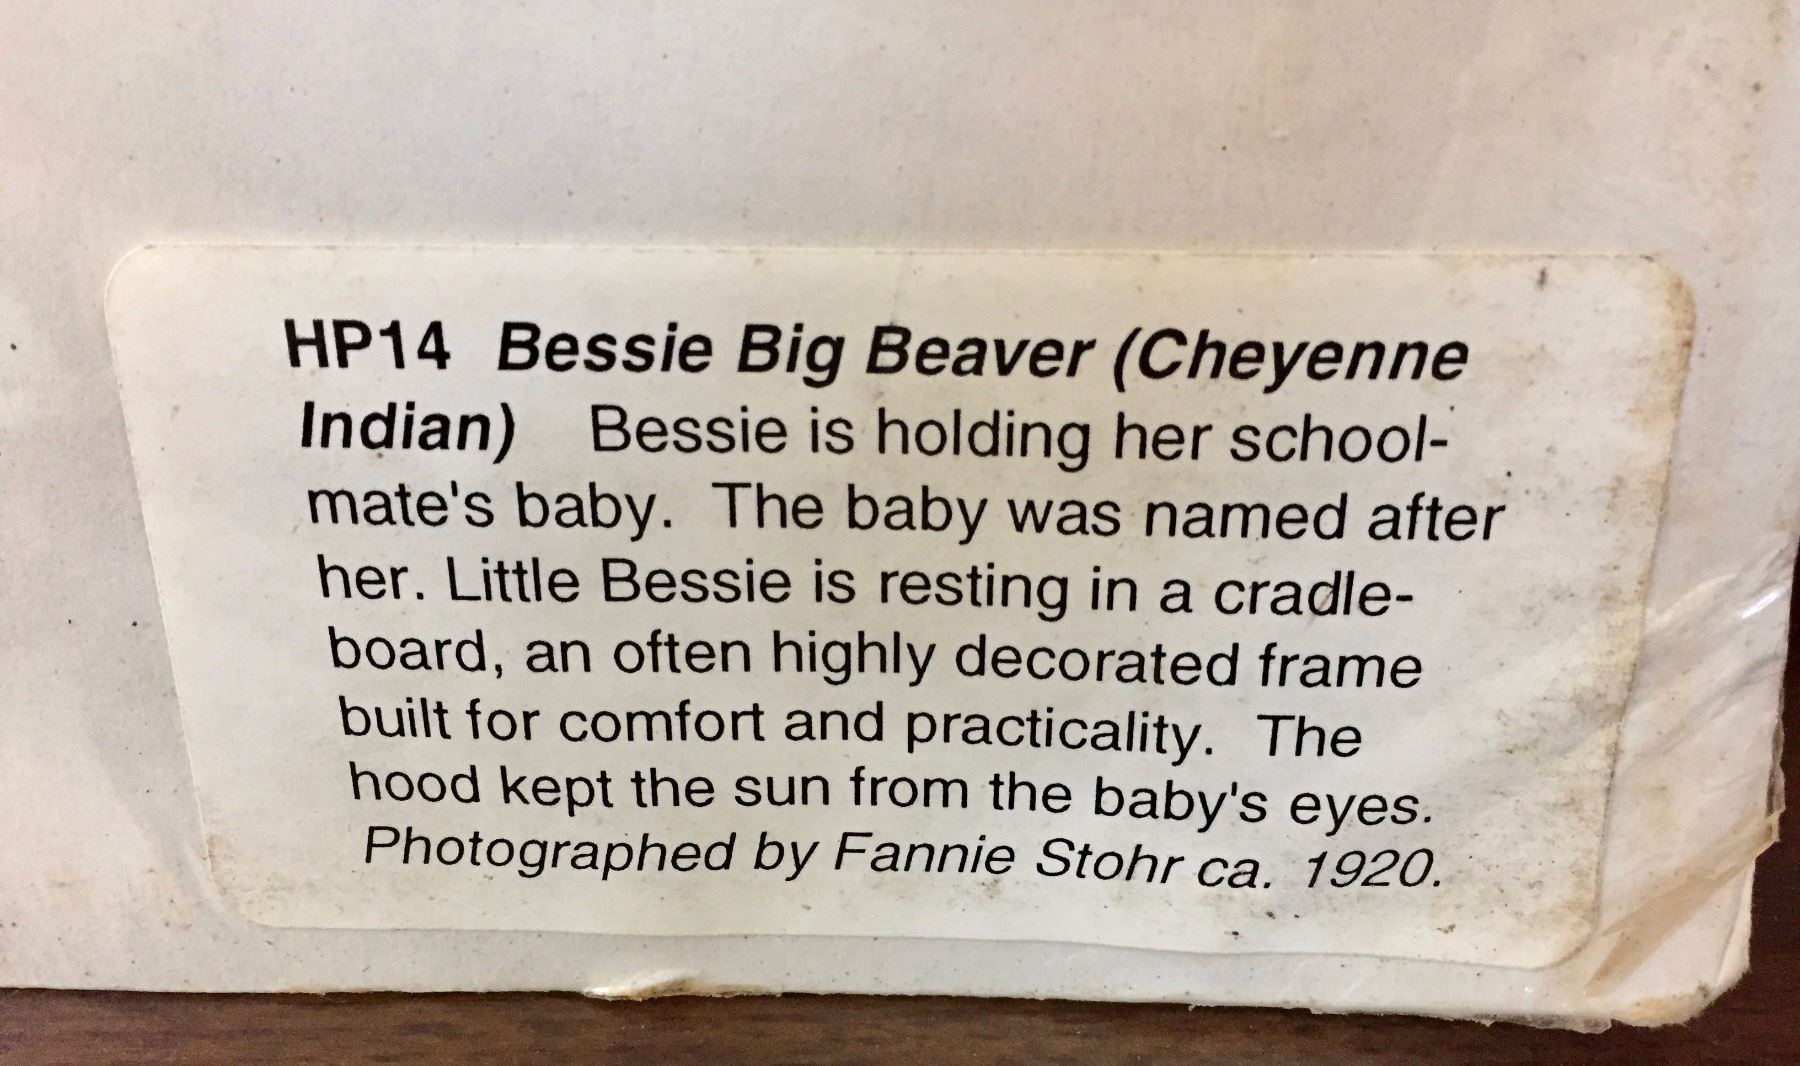 HP14 Bessie Big Beaver (Cheyenne
Indian) Bessie is holding her school-
mate's baby. The baby was named after
her. Little Bessie is resting in a cradle-
board, an often highly decorated frame
built for comfort and practicality. The
hood kept the sun from the baby's eyes.
Photographed by Fannie Stohr ca. 1920.